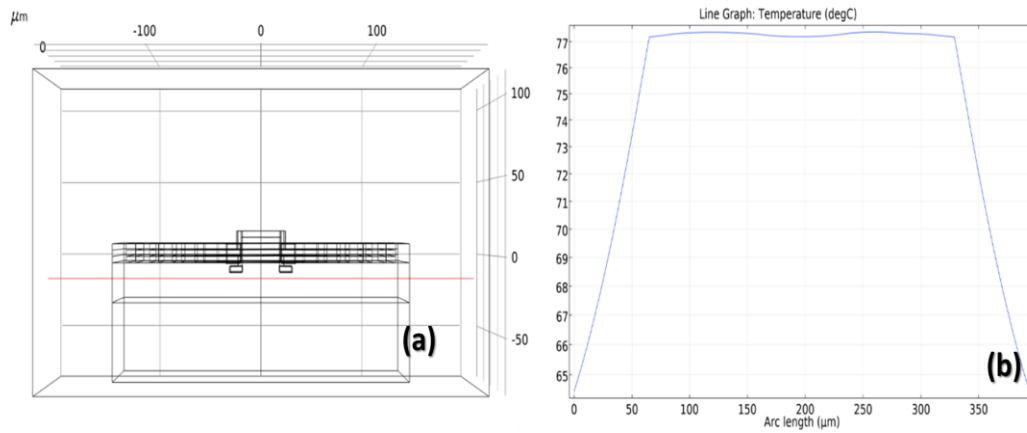 μm
-100 0 100
0
100
50
0
-50
(a)
Line Graph: Temperature (degC)
77
76
75
74
73
72
71
70
69
68
67
66
65
0 50 100 150 200 250 300 350
Arc length (μm)
(b)